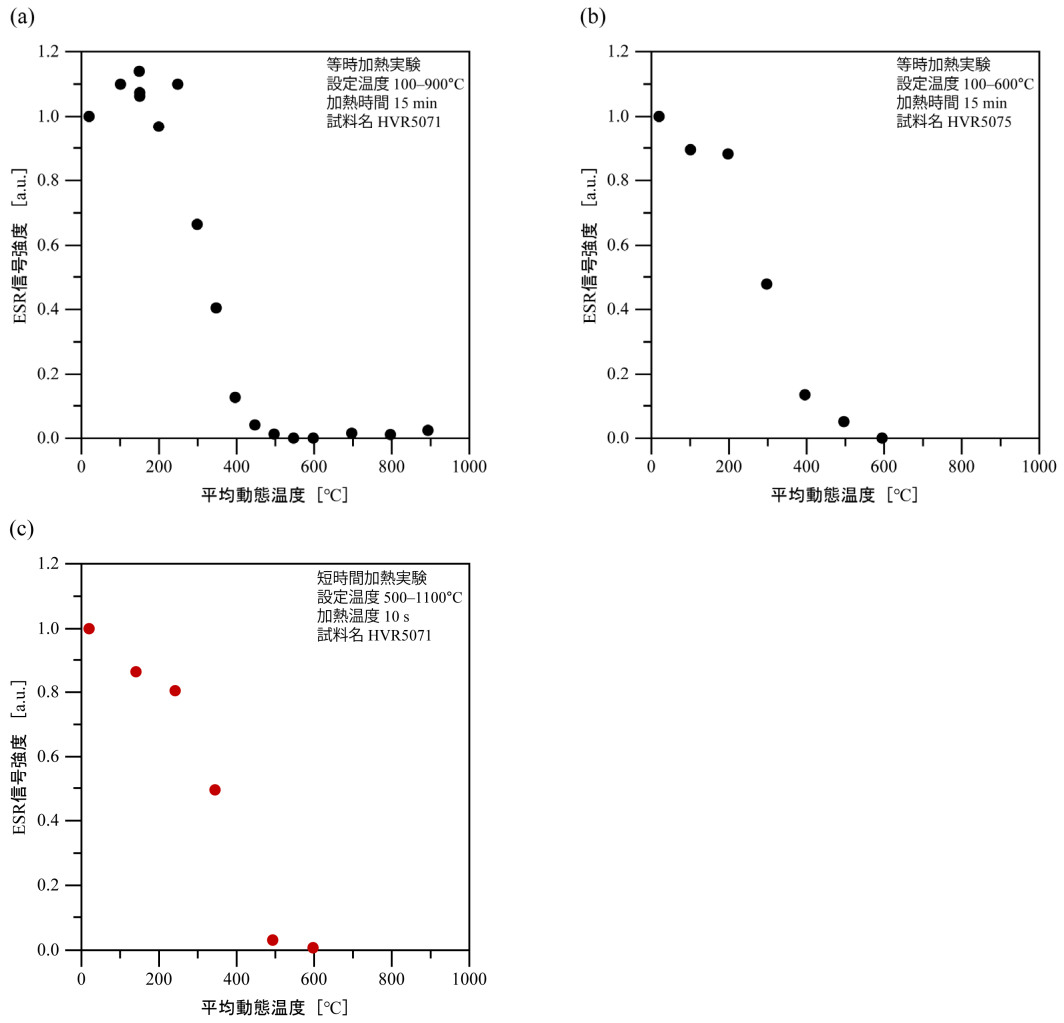 (a)
1.2
1.0
0.8
0.6
0.4
0.2
0.0
ESR信号強度 [a.u.]
等時加熱実験
設定温度 100–900°C
加熱時間 15 min
試料名 HVR5071
0 200 400 600 800 1000
平均動態温度 [℃]
(b)
1.2
1.0
0.8
0.6
0.4
0.2
0.0
ESR信号強度 [a.u.]
等時加熱実験
設定温度 100–600°C
加熱時間 15 min
試料名 HVR5075
0 200 400 600 800 1000
平均動態温度 [℃]
(c)
1.2
1.0
0.8
0.6
0.4
0.2
0.0
ESR信号強度 [a.u.]
短時間加熱実験
設定温度 500–1100°C
加熱温度 10 s
試料名 HVR5071
0 200 400 600 800 1000
平均動態温度 [℃]